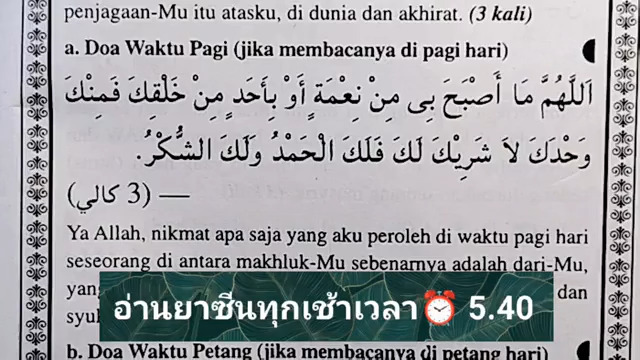 penjagaan-Mu itu atasku, di dunia dan akhirat. (3 kali)
a. Doa Waktu Pagi (jika membacanya di pagi hari)
اَللَّهُمَّ مَا أَصْبَحَ بِى مِنْ نِعْمَةٍ أَوْ بِأَحَدٍ مِنْ خَلْقِكَ فَمِنْكَ
وَحْدَكَ لاَ شَرِيْكَ لَكَ فَلَكَ الْحَمْدُ وَلَكَ الشُّكْرُ.
— (3 كالي)
Ya Allah, nikmat apa saja yang aku peroleh di waktu pagi hari
seseorang di antara makhluk-Mu sebenarnya adalah dari-Mu,
dan
อ่านยาซีนทุกเช้าเวลา⏰ 5.40
b. Doa Waktu Petang (jika membacanya di petang hari)